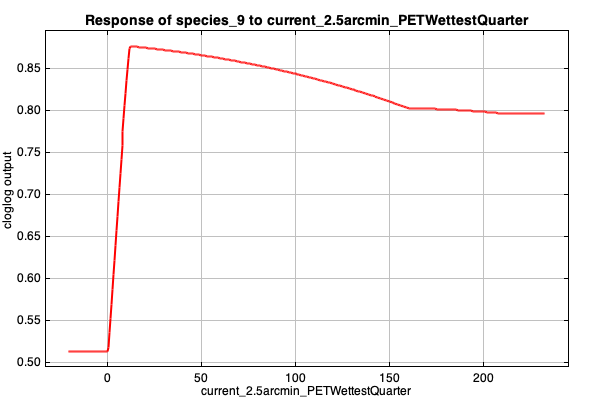 Response of species_9 to current_2.5arcmin_PETWettestQuarter
0.85
0.80
0.75
0.70
0.65
0.60
0.55
0.50
cloglog output
0 50 100 150 200
current_2.5arcmin_PETWettestQuarter